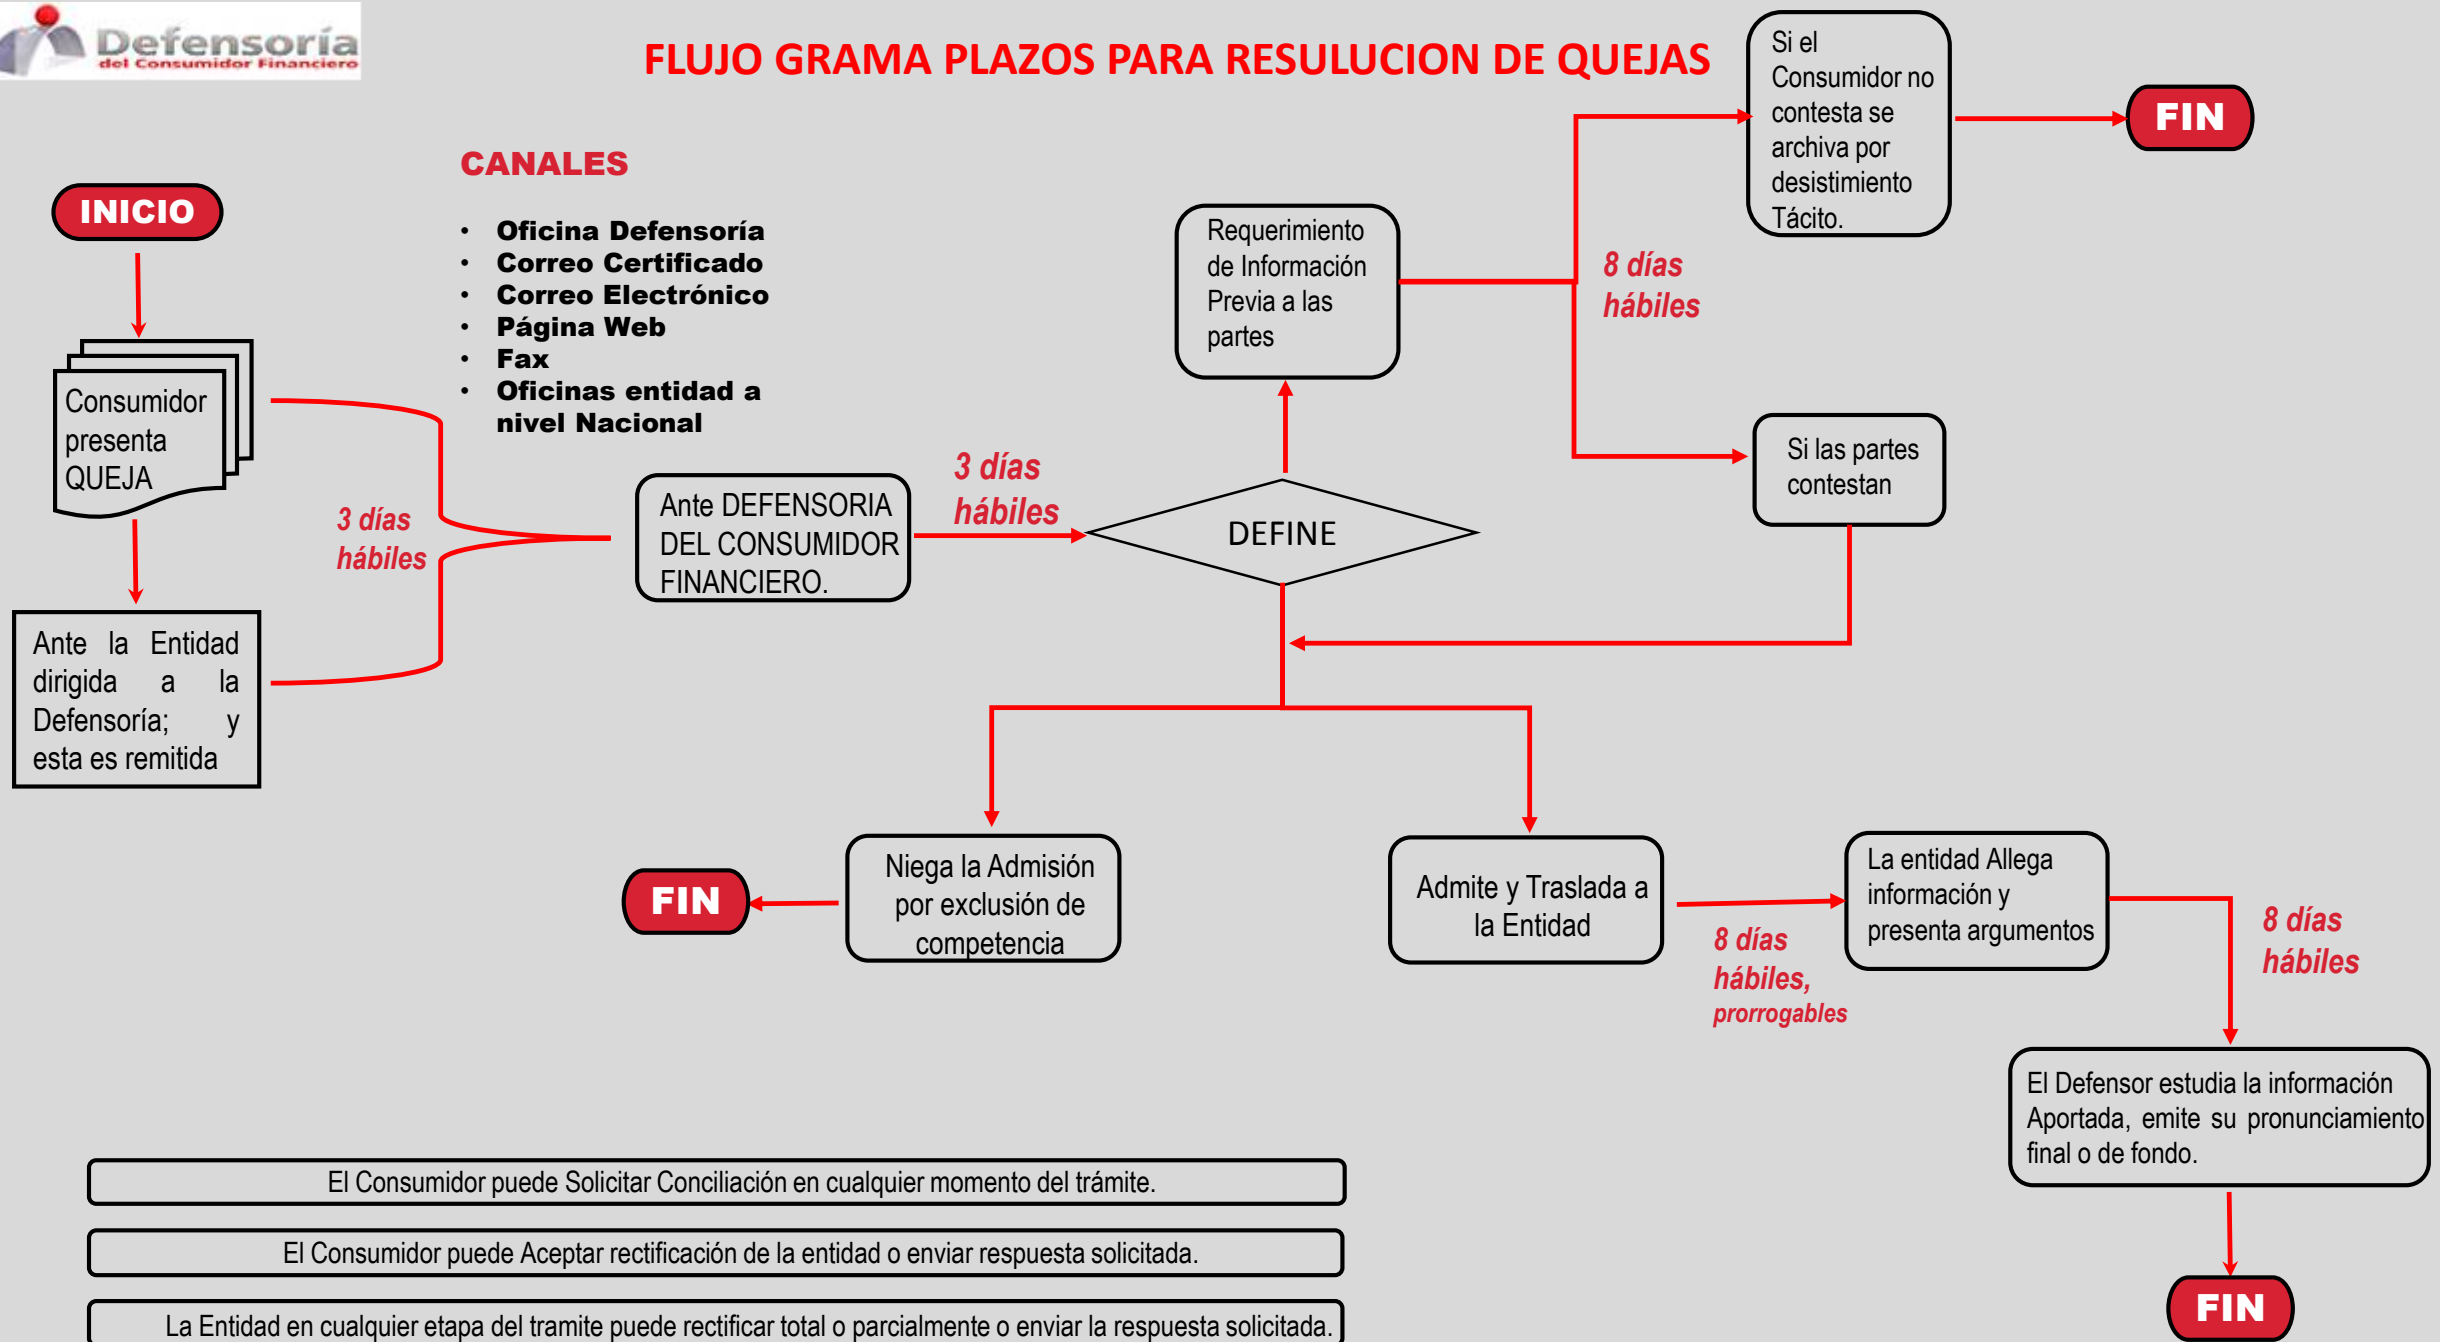 Defensoría
del Consumidor Financiero
FLUJO GRAMA PLAZOS PARA RESULUCION DE QUEJAS
Si el
Consumidor no
contesta se
archiva por
desistimiento
Tácito.
FIN
CANALES
• Oficina Defensoría
• Correo Certificado
• Correo Electrónico
• Página Web
• Fax
• Oficinas entidad a
nivel Nacional
INICIO
Consumidor
presenta
QUEJA
3 días
hábiles
Ante la Entidad
dirigida a la
Defensoría; y
esta es remitida
Ante DEFENSORIA
DEL CONSUMIDOR
FINANCIERO.
3 días
hábiles
DEFINE
Requerimiento
de Información
Previa a las
partes
8 días
hábiles
Si las partes
contestan
Niega la Admisión
por exclusión de
competencia
FIN
Admite y Traslada a
la Entidad
8 días
hábiles,
prorrogables
La entidad Allega
información y
presenta argumentos
8 días
hábiles
El Defensor estudia la información
Aportada, emite su pronunciamiento
final o de fondo.
FIN
El Consumidor puede Solicitar Conciliación en cualquier momento del trámite.
El Consumidor puede Aceptar rectificación de la entidad o enviar respuesta solicitada.
La Entidad en cualquier etapa del tramite puede rectificar total o parcialmente o enviar la respuesta solicitada.